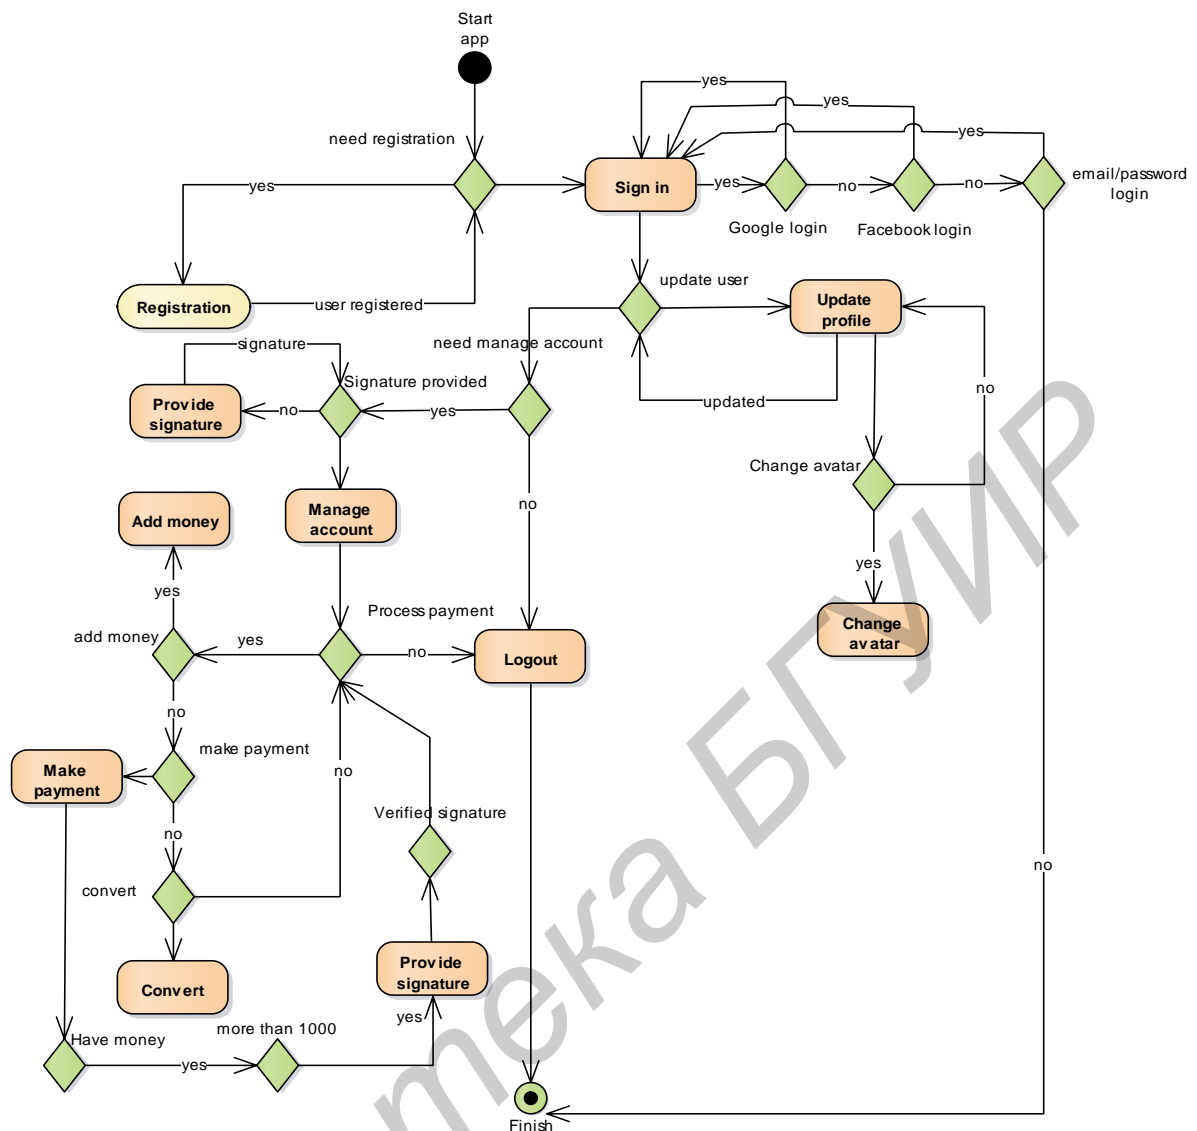 Start
app
need registration
yes
yes
yes
yes
Sign in
yes
no
no
email/password
login
Google login
Facebook login
Registration
user registered
update user
Update
profile
need manage account
signature
Signature provided
no
Provide
signature
no
yes
updated
Change avatar
Add money
Manage
account
no
yes
yes
Process payment
Change
avatar
add money
yes
no
Logout
no
make payment
Make
payment
no
no
Verified signature
no
convert
Provide
signature
Convert
yes
more than 1000
Have money
yes
Finish
тека БГУИР